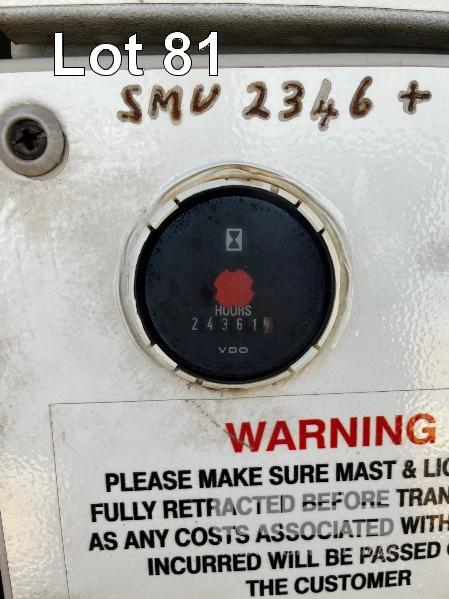 Lot 81
SMU 2346 +
HOURS
24361
VDO
WARNING
PLEASE MAKE SURE MAST &
FULLY RETRACTED BEFORE
AS ANY COSTS ASSOCIATED WITH
INCURRED WILL BE PASSED
THE CUSTOMER